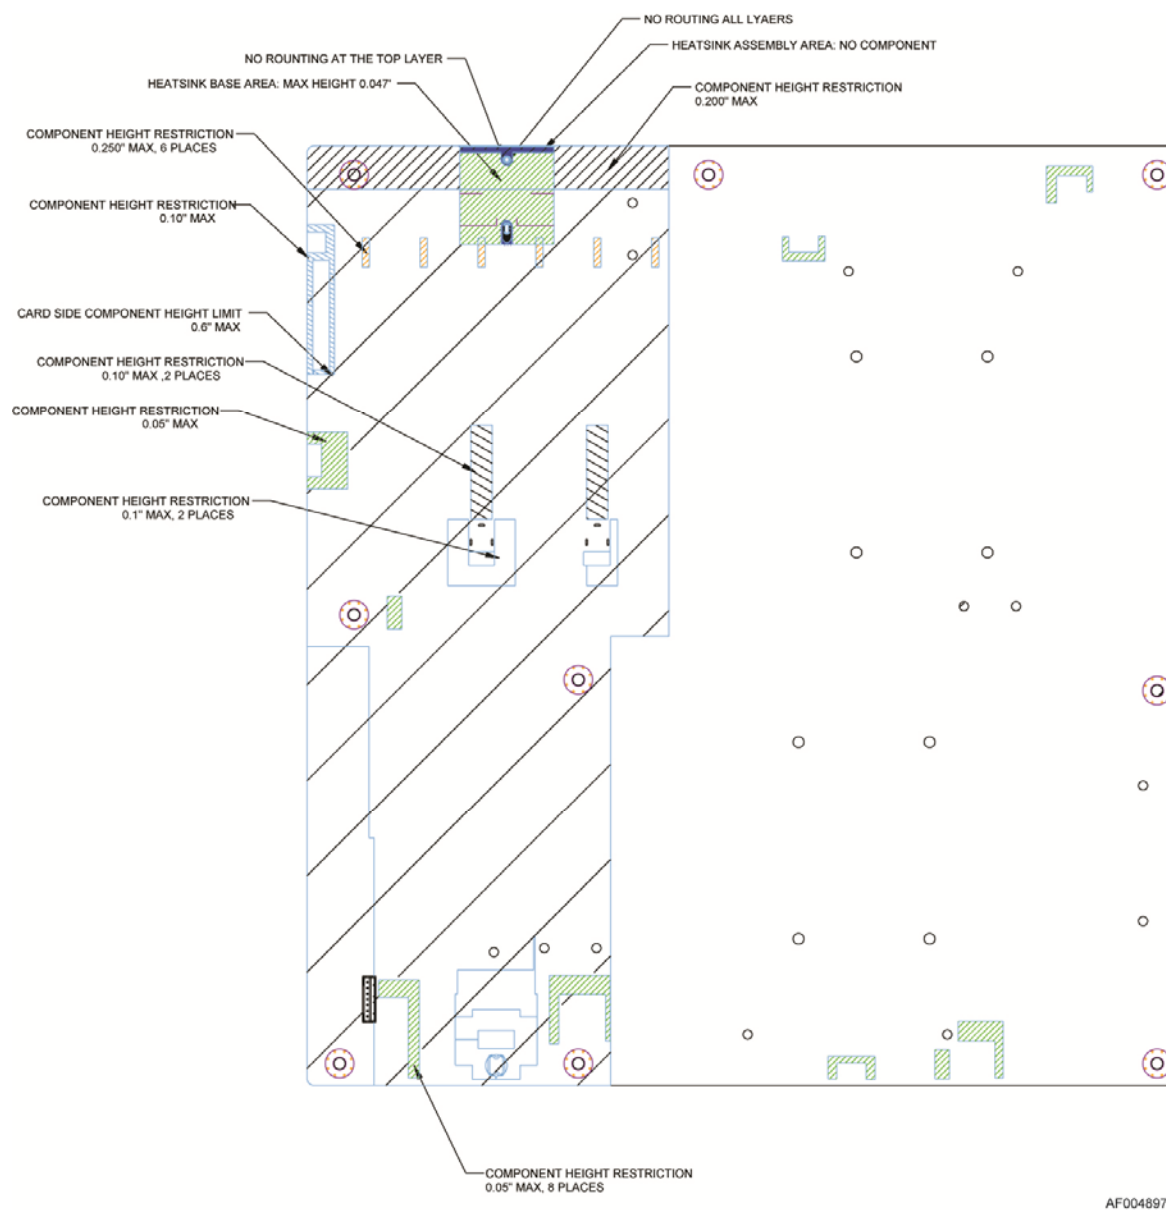 NO ROUTING ALL LYAERS
HEATSINK ASSEMBLY AREA: NO COMPONENT
NO ROUNTING AT THE TOP LAYER
HEATSINK BASE AREA: MAX HEIGHT 0.047"
COMPONENT HEIGHT RESTRICTION
0.200" MAX
COMPONENT HEIGHT RESTRICTION
0.250" MAX, 6 PLACES
COMPONENT HEIGHT RESTRICTION
0.10" MAX
CARD SIDE COMPONENT HEIGHT LIMIT
0.6" MAX
COMPONENT HEIGHT RESTRICTION
0.10" MAX ,2 PLACES
COMPONENT HEIGHT RESTRICTION
0.05" MAX
COMPONENT HEIGHT RESTRICTION
0.1" MAX, 2 PLACES
COMPONENT HEIGHT RESTRICTION
0.05" MAX, 8 PLACES
AF004897